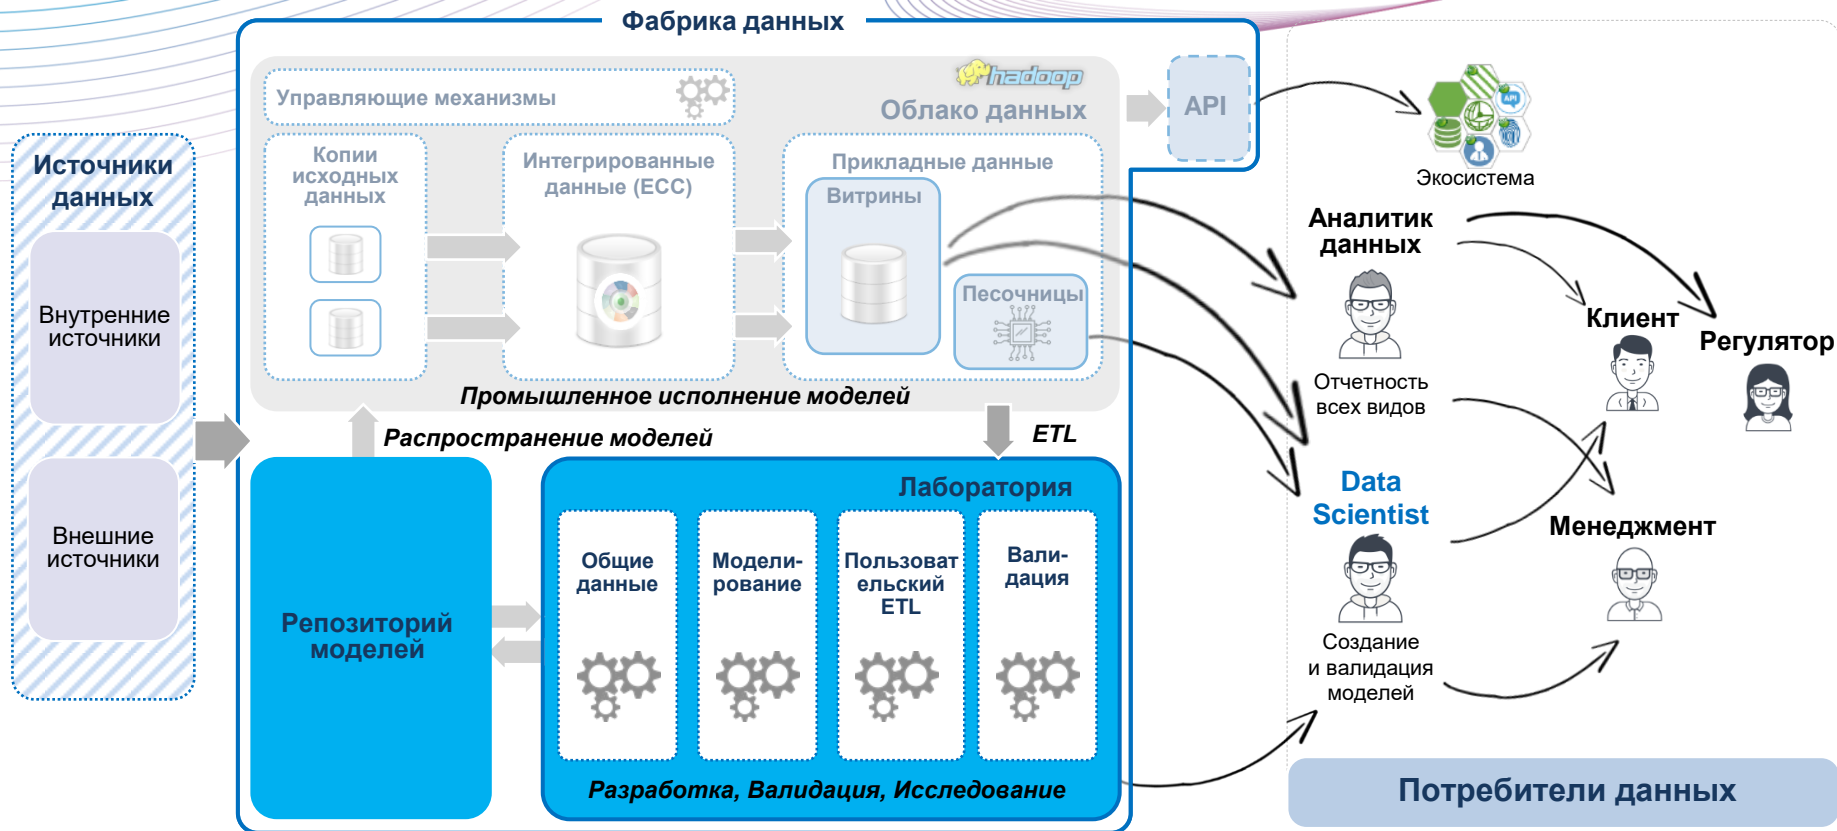 Фабрика данных
hadoop
Управляющие механизмы
Облако данных
API
API
Экосистема
Источники
данных
Внутренние
источники
Внешние
источники
Копии
исходных
данных
Интегрированные
данные (ECC)
Прикладные данные
Витрины
Песочницы
Промышленное исполнение моделей
Распространение моделей
ETL
Репозиторий
моделей
Лаборатория
Общие
данные
Модели-
рование
Пользоват
ельский
ETL
Вали-
дация
Разработка, Валидация, Исследование
Аналитик
данных
Отчетность
всех видов
Клиент
Регулятор
Data
Scientist
Создание
и валидация
моделей
Менеджмент
Потребители данных